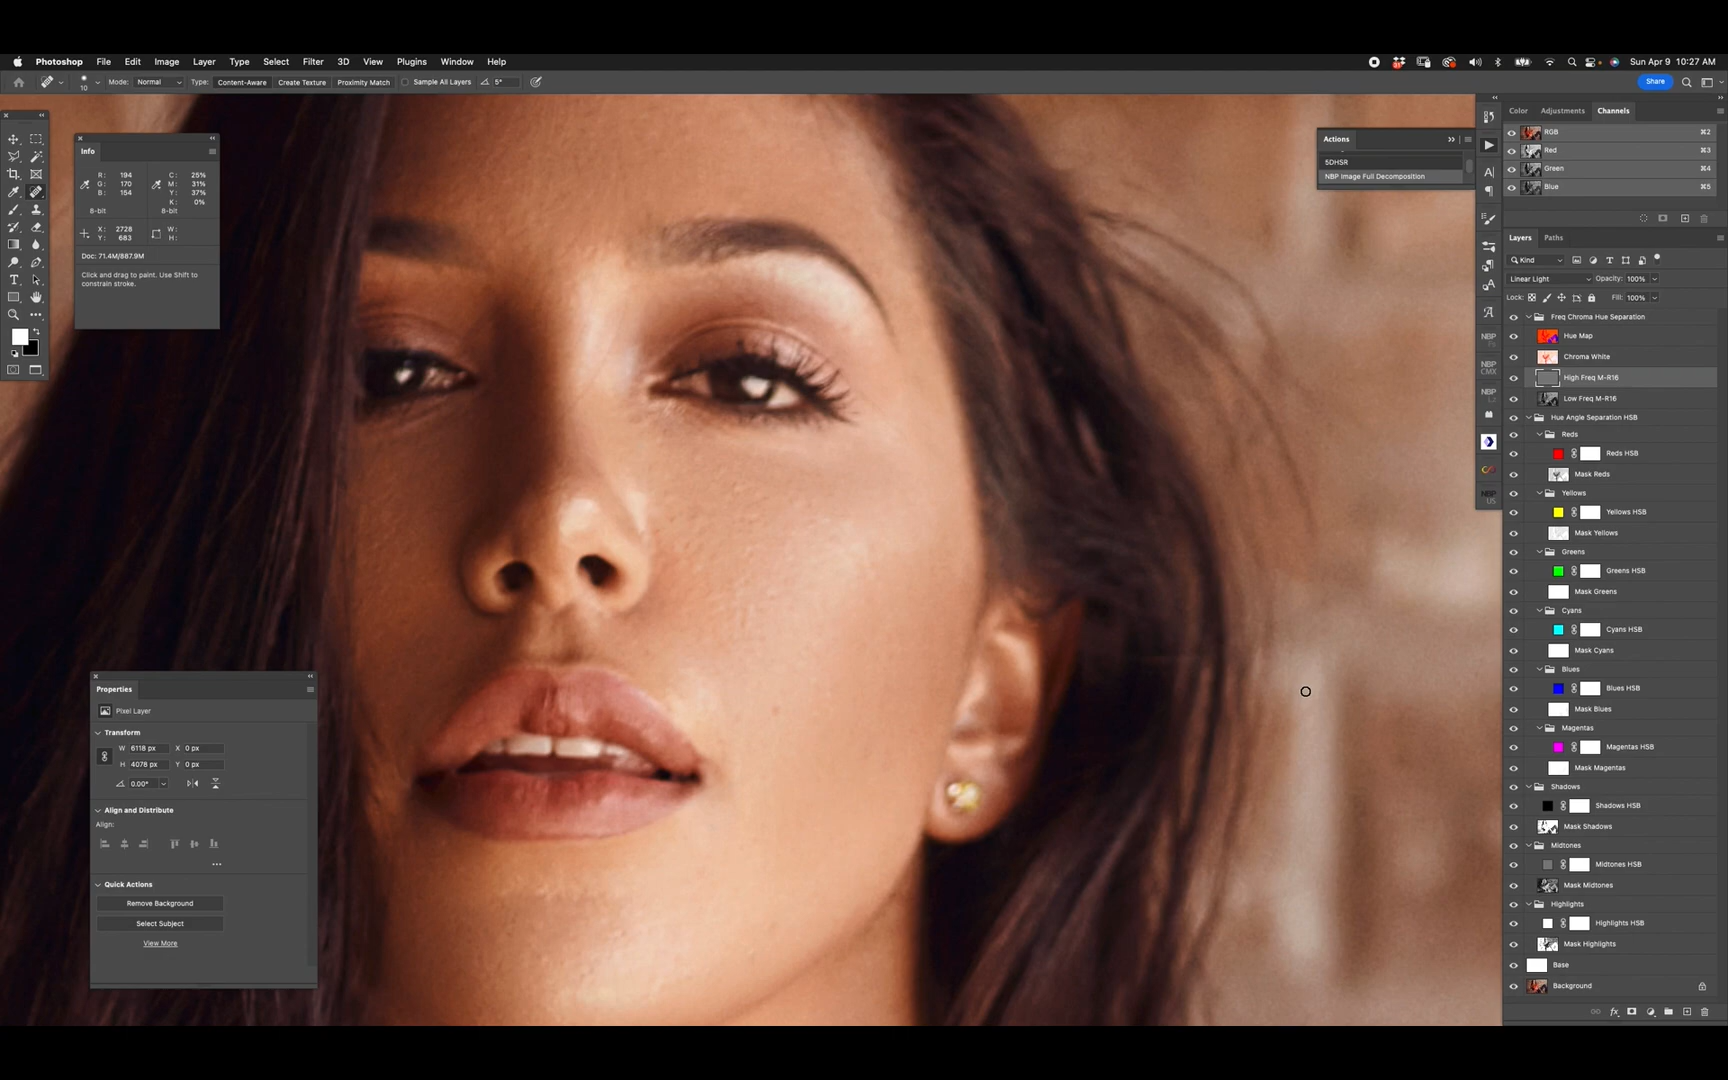 Photoshop File Edit Image Layer Type Select Filter 3D View Plugins Window Help
Sun Apr 9 10:27 AM
10 Mode: Normal Type: Content-Aware Create Texture Proximity Match Sample All Layers 5°
Share
Info
R: 194
G: 170
B: 154
8-bit
C: 25%
M: 31%
Y: 37%
K: 0%
8-bit
X: 2728
Y: 683
W:
H:
Doc: 71.4M/887.9M
Click and drag to paint. Use Shift to
constrain stroke.
Properties
Pixel Layer
Transform
W 6118 px X 0 px
H 4078 px Y 0 px
0.00°
Align and Distribute
Align:
Quick Actions
Remove Background
Select Subject
View More
Actions
5DHSR
NBP Image Full Decomposition
NBP
NBP
CMX
NBP
NBP
US
Color Adjustments Channels
RGB ⌘2
Red ⌘3
Green ⌘4
Blue ⌘5
Layers Paths
Kind
Linear Light Opacity: 100%
Lock: Fill: 100%
Freq Chroma Hue Separation
Hue Map
Chroma White
High Freq M-R16
Low Freq M-R16
Hue Angle Separation HSB
Reds
Reds HSB
Mask Reds
Yellows
Yellows HSB
Mask Yellows
Greens
Greens HSB
Mask Greens
Cyans
Cyans HSB
Mask Cyans
Blues
Blues HSB
Mask Blues
Magentas
Magentas HSB
Mask Magentas
Shadows
Shadows HSB
Mask Shadows
Midtones
Midtones HSB
Mask Midtones
Highlights
Highlights HSB
Mask Highlights
Base
Background
fx